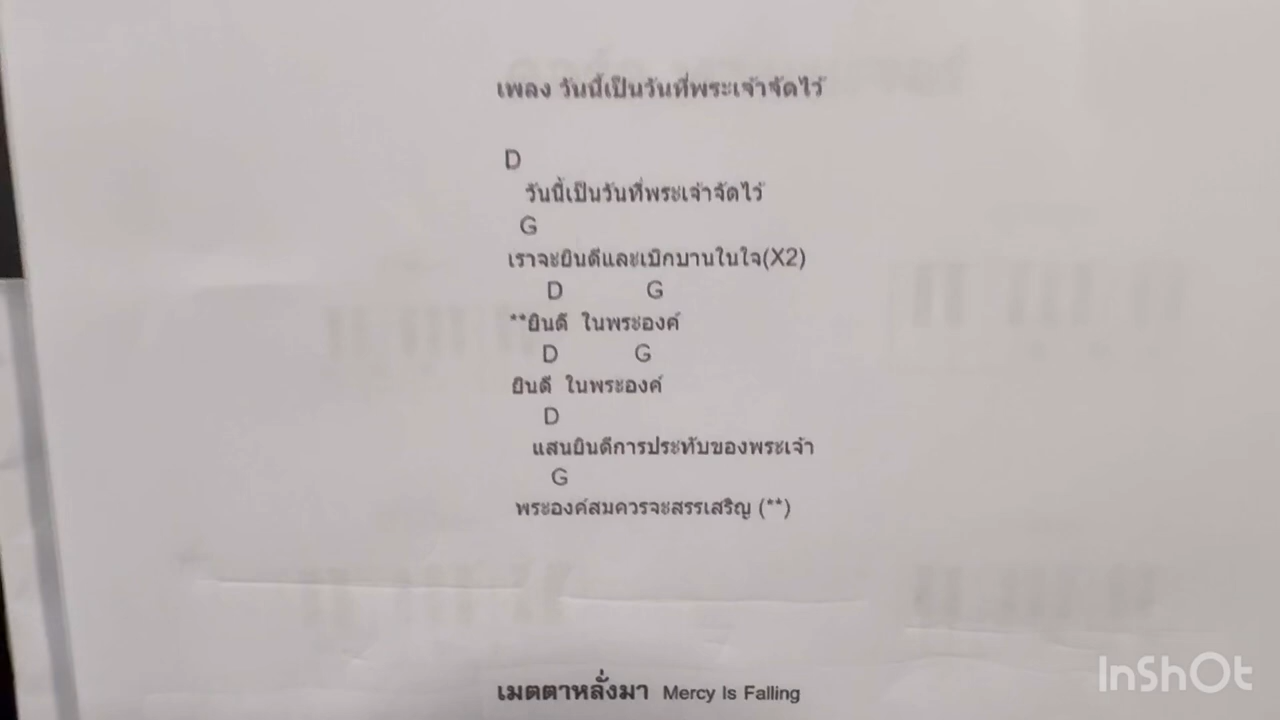 เพลง วันนี้เป็นวันที่พระเจ้าจัดไว้
D
วันนี้เป็นวันที่พระเจ้าจัดไว้
G
เราจะยินดีและเบิกบานในใจ(X2)
D G
**ยินดี ในพระองค์
D G
ยินดี ในพระองค์
D
แสนยินดีการประทับของพระเจ้า
G
พระองค์สมควรจะสรรเสริญ (**)
เมตตาหลั่งมา Mercy Is Falling
InShOt